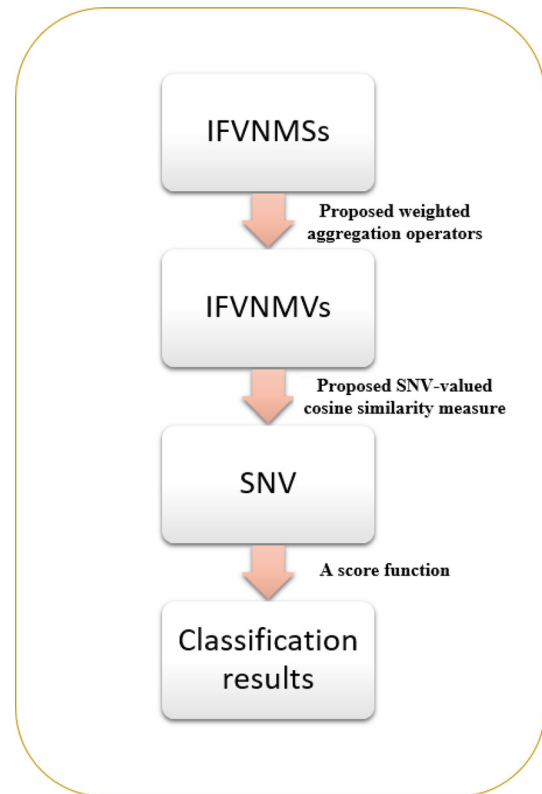 IFVNMSs
Proposed weighted
aggregation operators
IFVNMVs
Proposed SNV-valued
cosine similarity measure
SNV
A score function
Classification
results